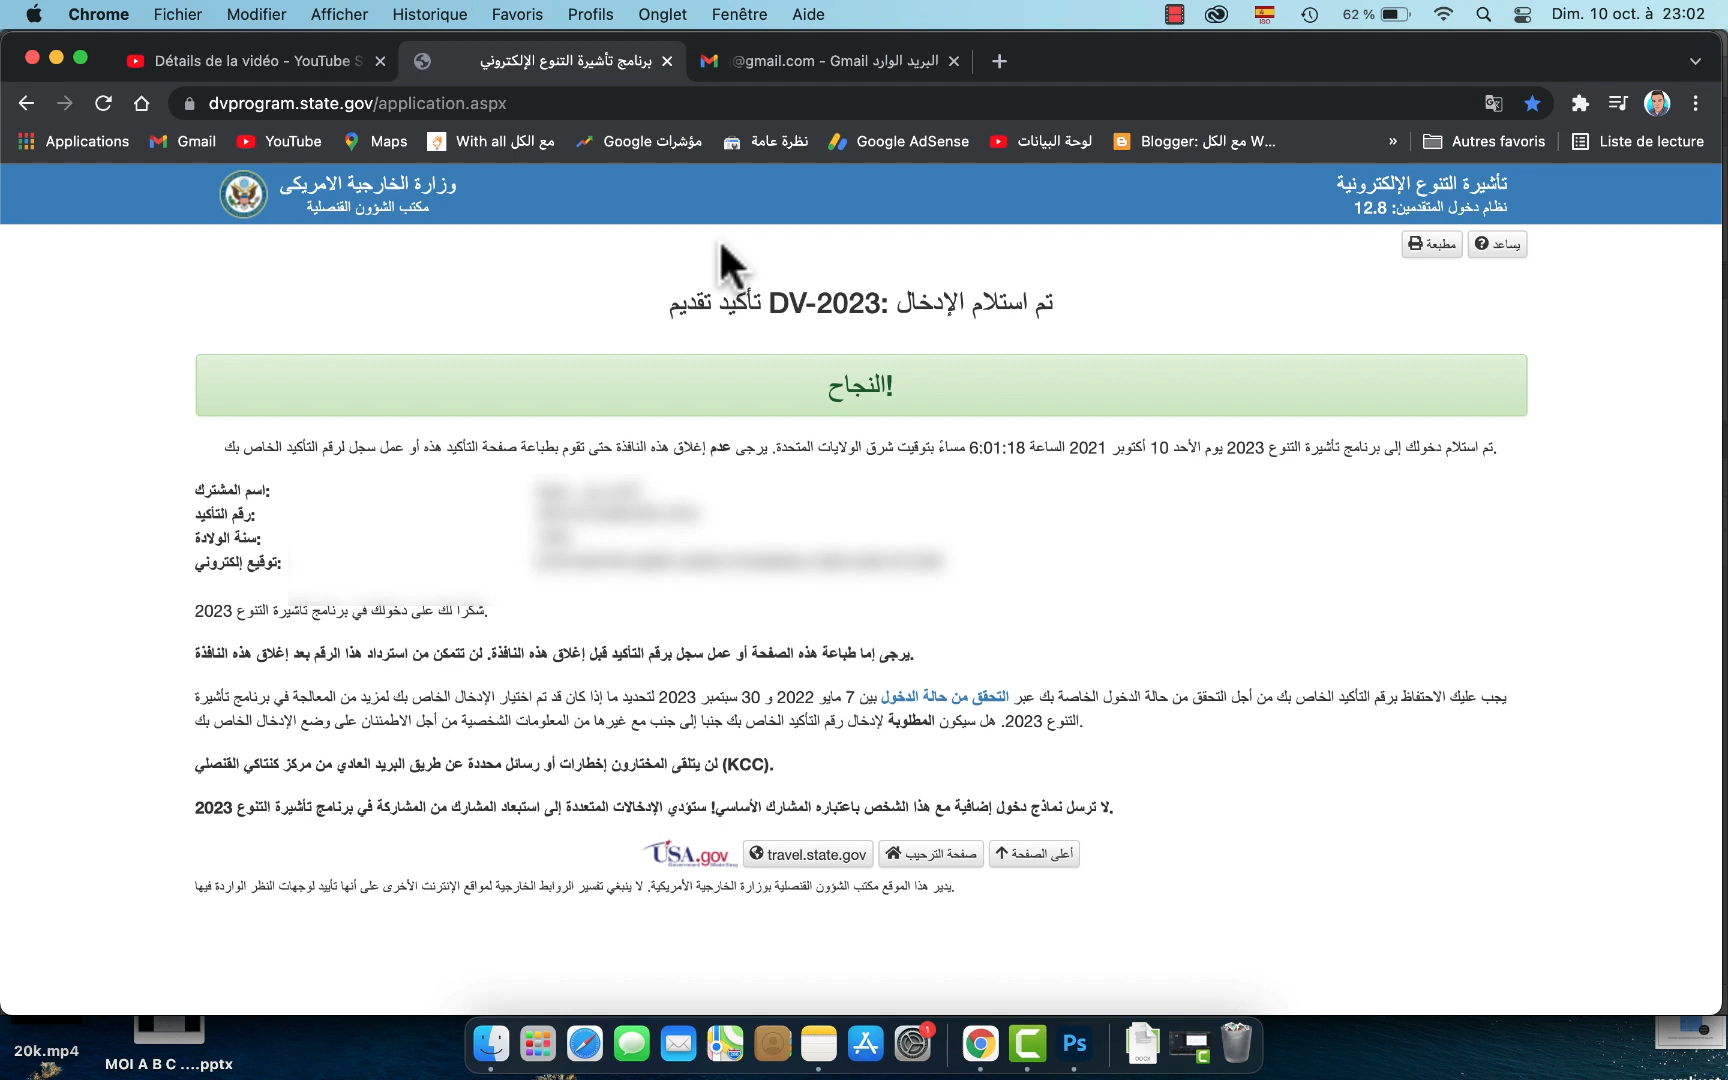 Chrome Fichier Modifier Afficher Historique Favoris Profils Onglet Fenêtre Aide ISO 62 % Dim. 10 oct. à 23:02
Détails de la vidéo - YouTube S
برنامج تأشيرة التنوع الإلكتروني
البريد الوارد @gmail.com - Gmail
dvprogram.state.gov/application.aspx
Applications Gmail YouTube Maps With all مع الكل Google مؤشرات نظرة عامة Google AdSense لوحة البيانات Blogger: مع الكل W... » Autres favoris Liste de lecture
وزارة الخارجية الامريكى
مكتب الشؤون القنصلية
تأشيرة التنوع الإلكترونية
نظام دخول المتقدمين: 12.8
مطبعة
يساعد
تأكيد تقديم DV-2023: تم استلام الإدخال
النجاح!
تم استلام دخولك إلى برنامج تأشيرة التنوع 2023 يوم الأحد 10 أكتوبر 2021 الساعة 6:01:18 مساءً بتوقيت شرق الولايات المتحدة. يرجى عدم إغلاق هذه النافذة حتى تقوم بطباعة صفحة التأكيد هذه أو عمل سجل لرقم التأكيد الخاص بك.
اسم المشترك:
رقم التأكيد:
سنة الولادة:
توقيع إلكتروني:
شكرا لك على دخولك في برنامج تأشيرة التنوع 2023.
يرجى إما طباعة هذه الصفحة أو عمل سجل برقم التأكيد قبل إغلاق هذه النافذة. لن تتمكن من استرداد هذا الرقم بعد إغلاق هذه النافذة.
يجب عليك الاحتفاظ برقم التأكيد الخاص بك من أجل التحقق من حالة الدخول الخاصة بك عبر التحقق من حالة الدخول بين 7 مايو 2022 و 30 سبتمبر 2023 لتحديد ما إذا كان قد تم اختيار الإدخال الخاص بك لمزيد من المعالجة في برنامج تأشيرة
التنوع 2023. هل سيكون المطلوبة لإدخال رقم التأكيد الخاص بك جنبا إلى جنب مع غيرها من المعلومات الشخصية من أجل الاطمئنان على وضع الإدخال الخاص بك.
لن يتلقى المختارون إخطارات أو رسائل محددة عن طريق البريد العادي من مركز كنتاكي القنصلي (KCC).
لا ترسل نماذج دخول إضافية مع هذا الشخص باعتباره المشارك الأساسي! ستؤدي الإدخالات المتعددة إلى استبعاد المشارك من المشاركة في برنامج تأشيرة التنوع 2023.
USA.gov travel.state.gov صفحة الترحيب أعلى الصفحة
يدير هذا الموقع مكتب الشؤون القنصلية بوزارة الخارجية الأمريكية. لا ينبغي تفسير الروابط الخارجية لمواقع الإنترنت الأخرى على أنها تأييد لوجهات النظر الواردة فيها.
20k.mp4
MOI A B C ....pptx
1
Ps
DOCX